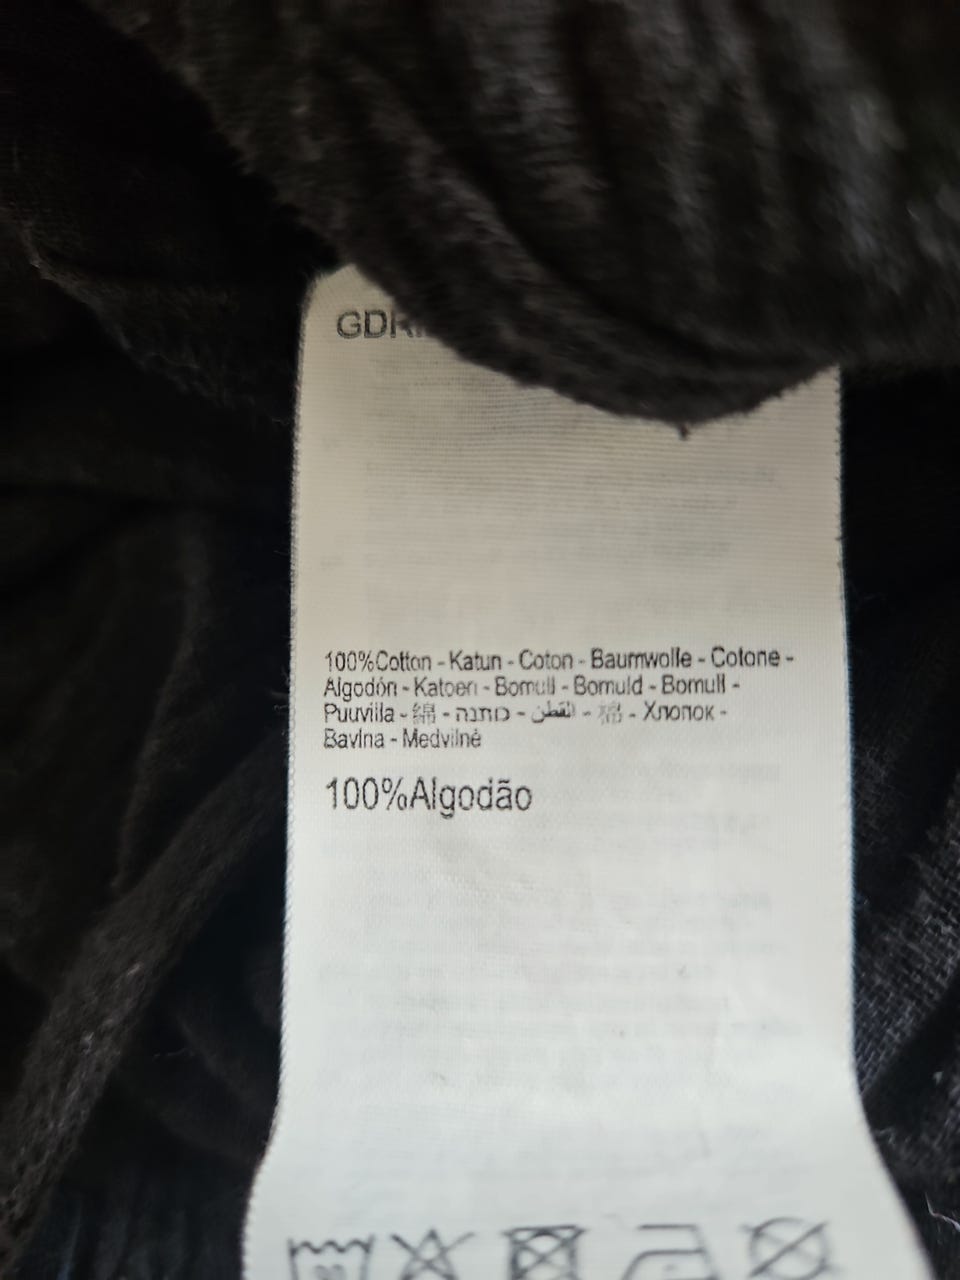 100%Cotton - Katun - Coton - Baumwolle - Cotone -
Algodón - Katoen - Bomull - Bomuld - Bomull -
Puuvilla - 綿 - כותנה - القطن - 棉 - Хлопок -
Bavlna - Medvilnė
100%Algodão